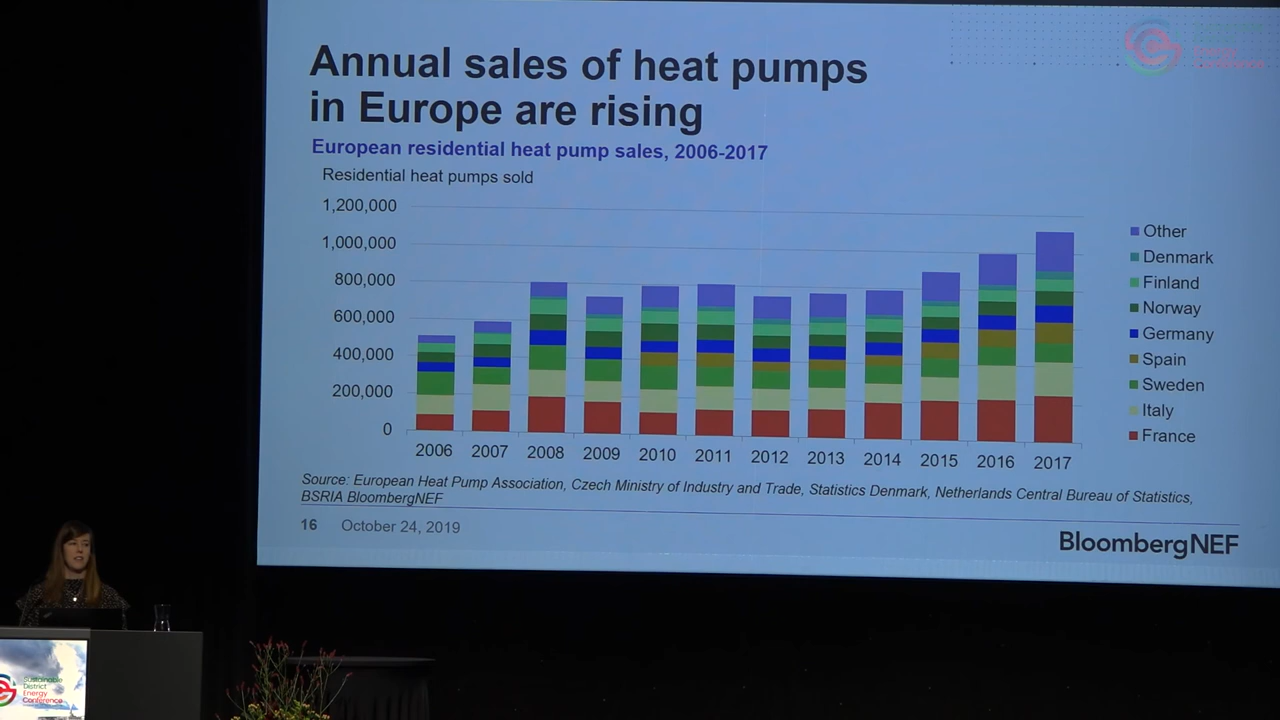 Annual sales of heat pumps
in Europe are rising
European residential heat pump sales, 2006-2017
Residential heat pumps sold
1,200,000
1,000,000
800,000
600,000
400,000
200,000
0
2006 2007 2008 2009 2010 2011 2012 2013 2014 2015 2016 2017
Other
Denmark
Finland
Norway
Germany
Spain
Sweden
Italy
France
Source: European Heat Pump Association, Czech Ministry of Industry and Trade, Statistics Denmark, Netherlands Central Bureau of Statistics,
BSRIA BloombergNEF
16 October 24, 2019
BloombergNEF
Sustainable
District
Energy
Conference